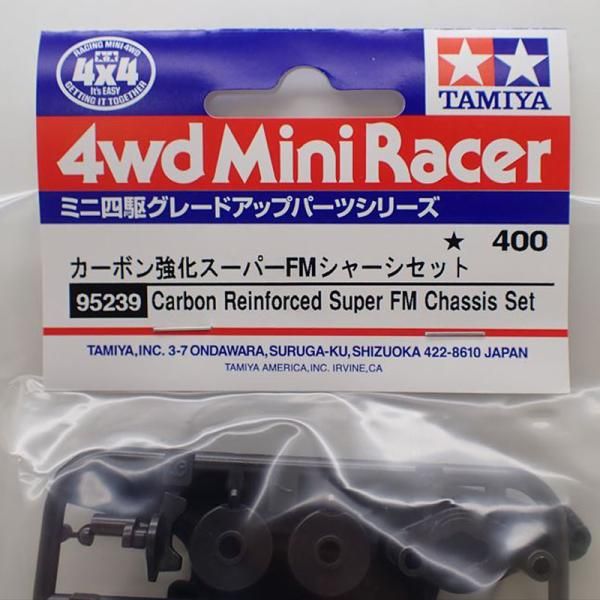 RACING MINI 4WD
4x4
It's EASY
GETTING IT TOGETHER
TAMIYA
4wd Mini Racer
ミニ四駆グレードアップパーツシリーズ
★ 400
カーボン強化スーパーFMシャーシセット
95239 Carbon Reinforced Super FM Chassis Set
TAMIYA,INC. 3-7 ONDAWARA, SURUGA-KU, SHIZUOKA 422-8610 JAPAN
TAMIYA AMERICA,INC. IRVINE,CA